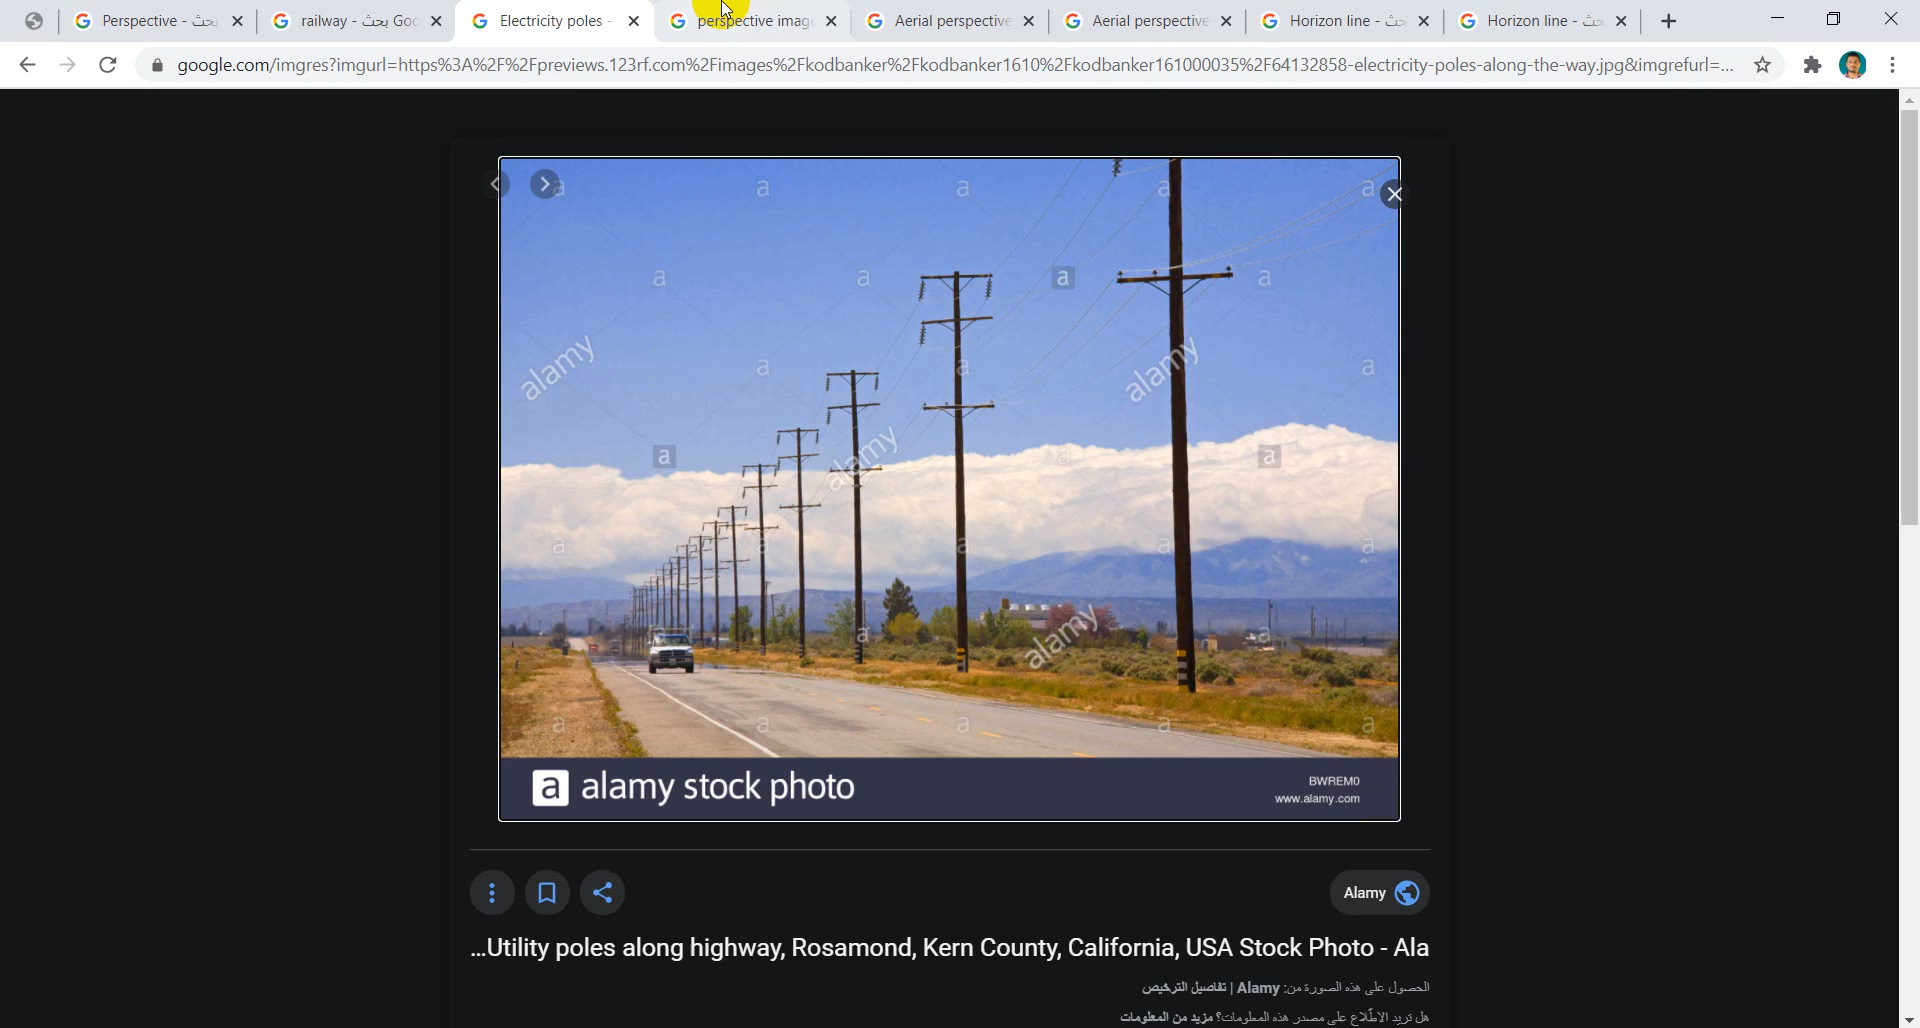 Perspective - بحث
railway - بحث Goo
Electricity poles -
perspective imag
Aerial perspective
Aerial perspective
Horizon line - بحث
Horizon line - بحث
google.com/imgres?imgurl=https%3A%2F%2Fpreviews.123rf.com%2Fimages%2Fkodbanker%2Fkodbanker1610%2Fkodbanker161000035%2F64132858-electricity-poles-along-the-way.jpg&imgrefurl=...
a a a a a
a a a a
alamy alamy
a a a
alamy
a a a
a a a a
alamy
a a
a a a a a
a alamy stock photo
BWREM0
www.alamy.com
Alamy
...Utility poles along highway, Rosamond, Kern County, California, USA Stock Photo - Ala
الحصول على هذه الصورة من: Alamy | تفاصيل الترخيص
هل تريد الاطّلاع على مصدر هذه المعلومات؟ مزيد من المعلومات